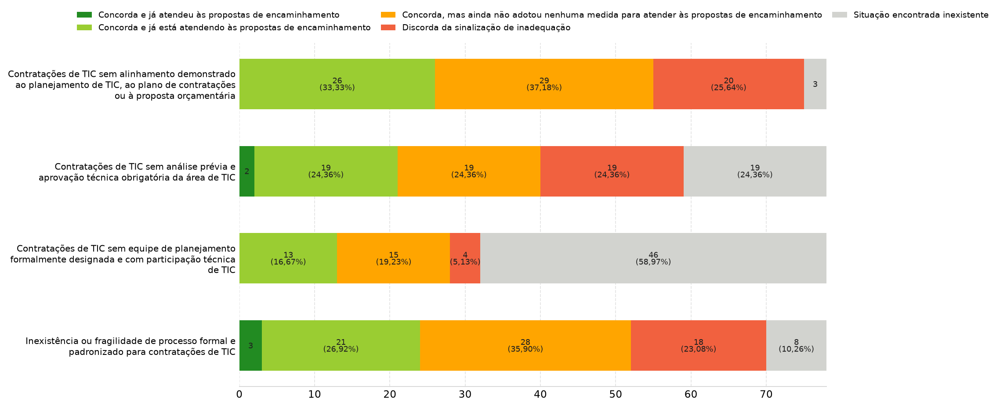 Concorda e já atendeu às propostas de encaminhamento
Concorda e já está atendendo às propostas de encaminhamento
Concorda, mas ainda não adotou nenhuma medida para atender às propostas de encaminhamento
Discorda da sinalização de inadequação
Situação encontrada inexistente
Contratações de TIC sem alinhamento demonstrado
ao planejamento de TIC, ao plano de contratações
ou à proposta orçamentária
26
(33,33%)
29
(37,18%)
20
(25,64%)
3
Contratações de TIC sem análise prévia e
aprovação técnica obrigatória da área de TIC
2
19
(24,36%)
19
(24,36%)
19
(24,36%)
19
(24,36%)
Contratações de TIC sem equipe de planejamento
formalmente designada e com participação técnica
de TIC
13
(16,67%)
15
(19,23%)
4
(5,13%)
46
(58,97%)
Inexistência ou fragilidade de processo formal e
padronizado para contratações de TIC
3
21
(26,92%)
28
(35,90%)
18
(23,08%)
8
(10,26%)
0 10 20 30 40 50 60 70